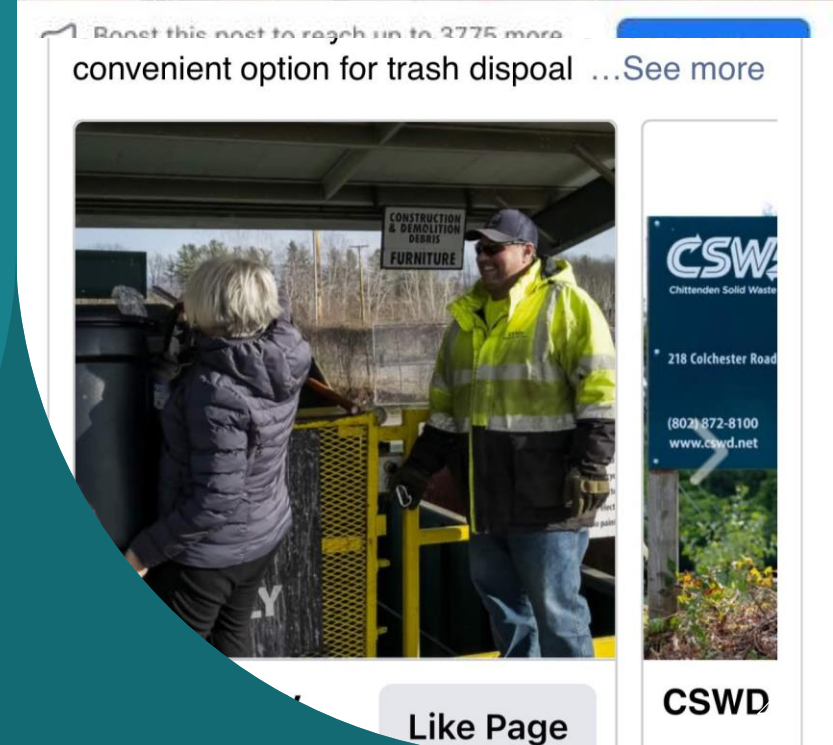 Boost this post to reach up to 3775 more
convenient option for trash dispoal ...See more
CONSTRUCTION
& DEMOLITION
DEBRIS
FURNITURE
LY
CSW
Chittenden Solid Waste
218 Colchester Road
(802) 872-8100
www.cswd.net
Like Page
CSWD